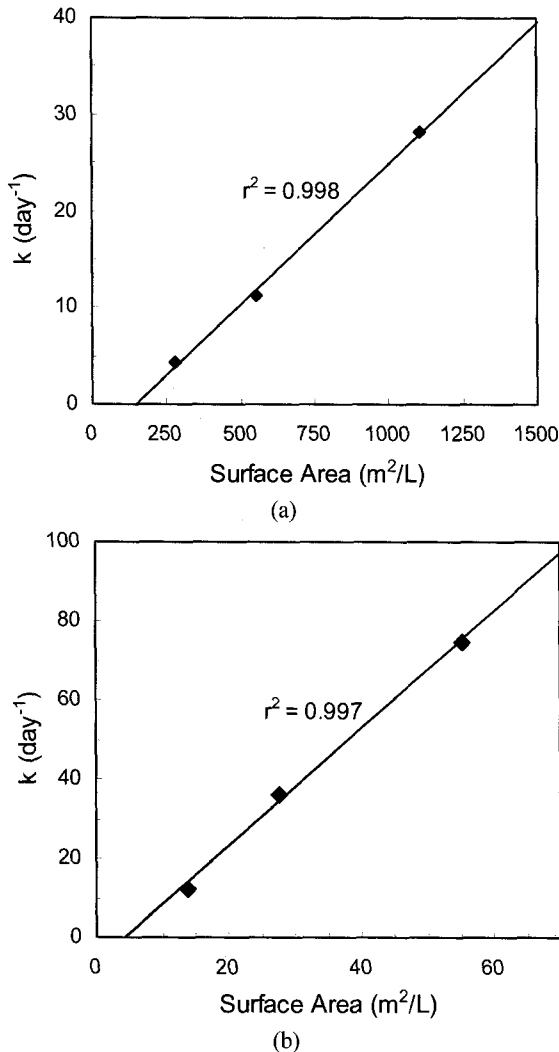 40
30
r² = 0.998
20
k (day⁻¹)
10
0
0 250 500 750 1000 1250 1500
Surface Area (m²/L)
(a)
100
80
r² = 0.997
60
k (day⁻¹)
40
20
0
0 20 40 60
Surface Area (m²/L)
(b)